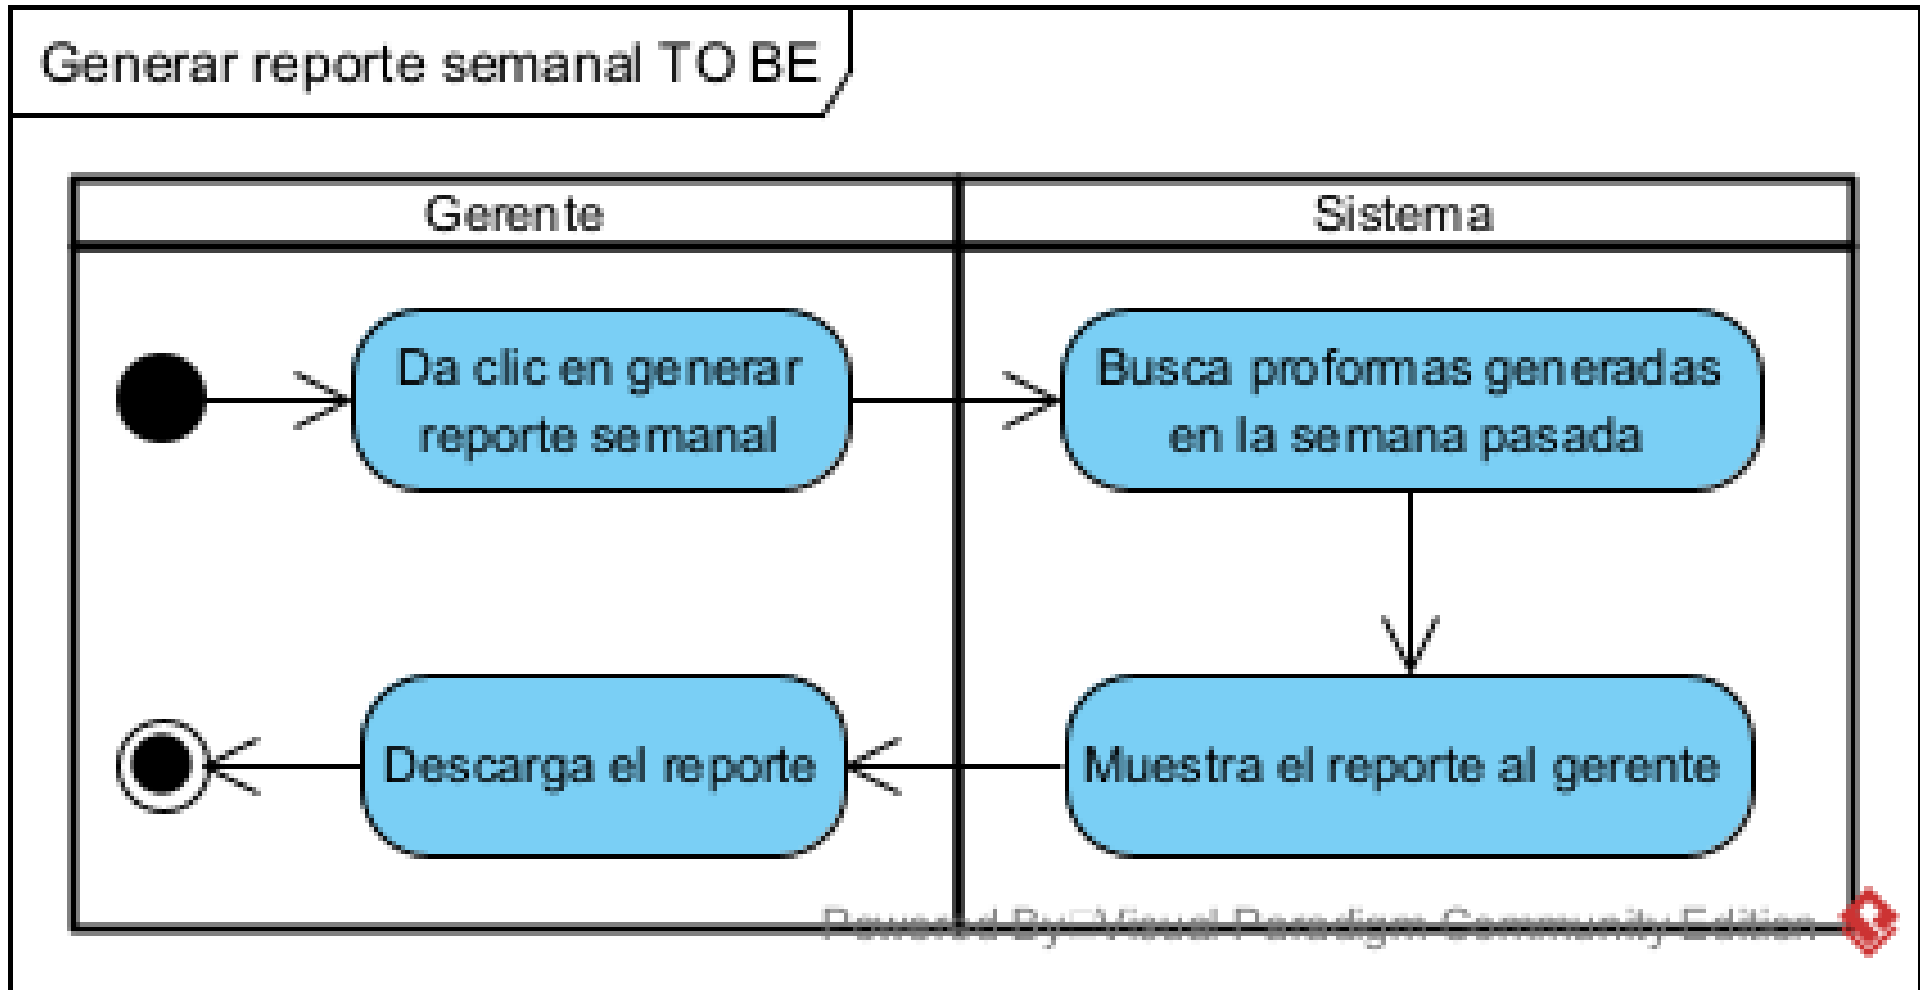 Generar reporte semanal TO BE
Gerente
Sistema
Da clic en generar
reporte semanal
Busca proformas generadas
en la semana pasada
Descarga el reporte
Muestra el reporte al gerente
Powered By Visual Paradigm Community Edition